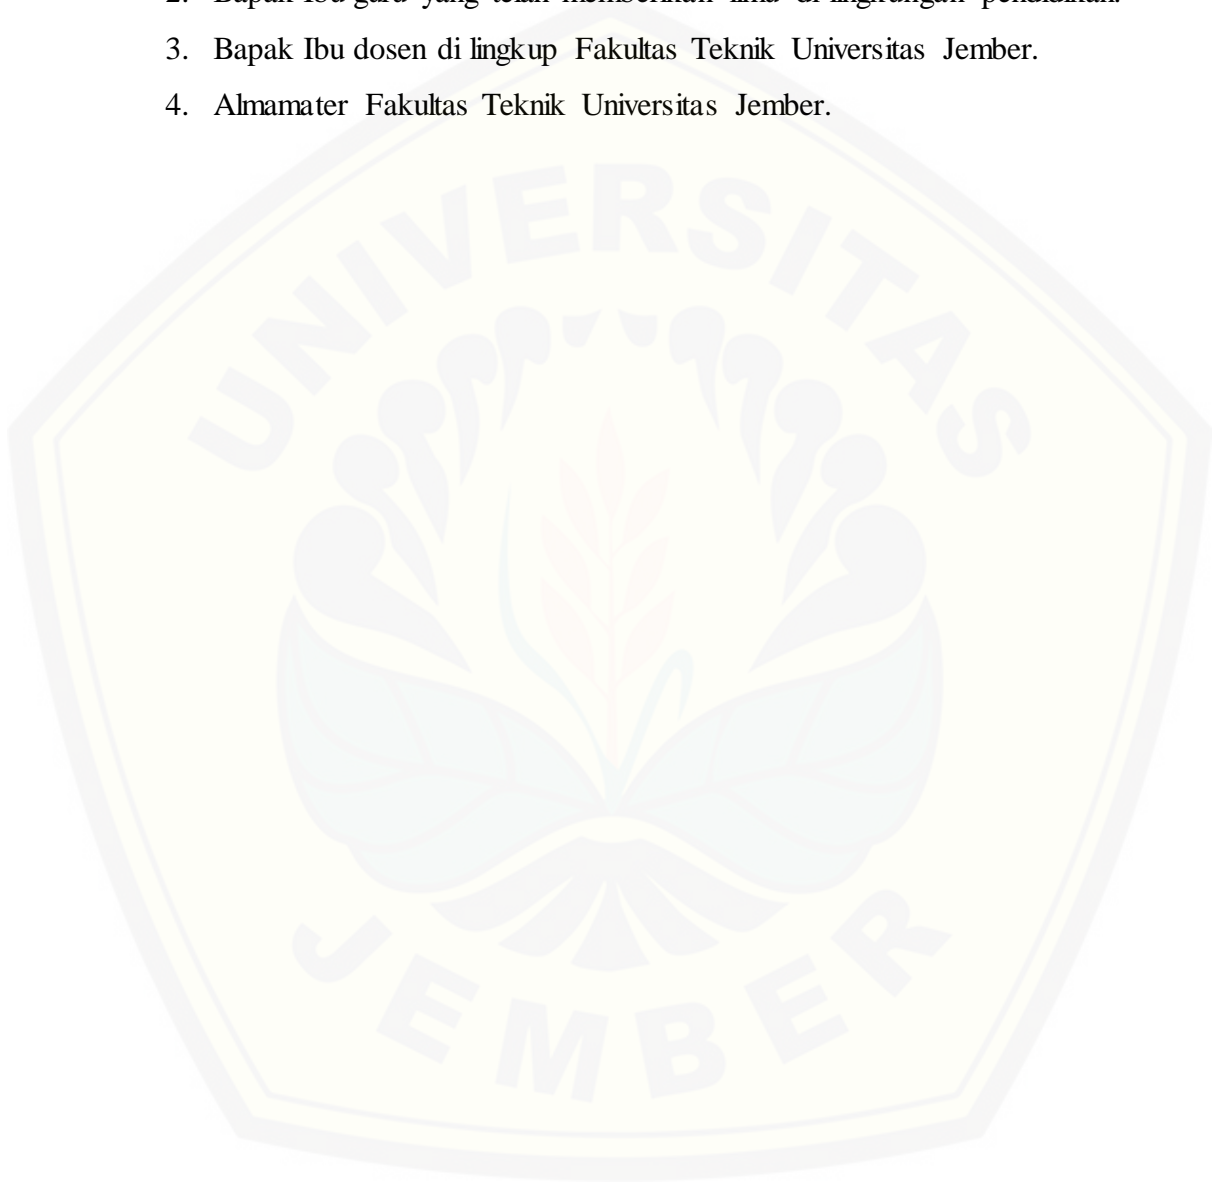 2. Bapak Ibu guru yang telah memberikan ilmu di lingkungan pendidikan.
3. Bapak Ibu dosen di lingkup Fakultas Teknik Universitas Jember.
4. Almamater Fakultas Teknik Universitas Jember.
UNIVERSITAS
JEMBER